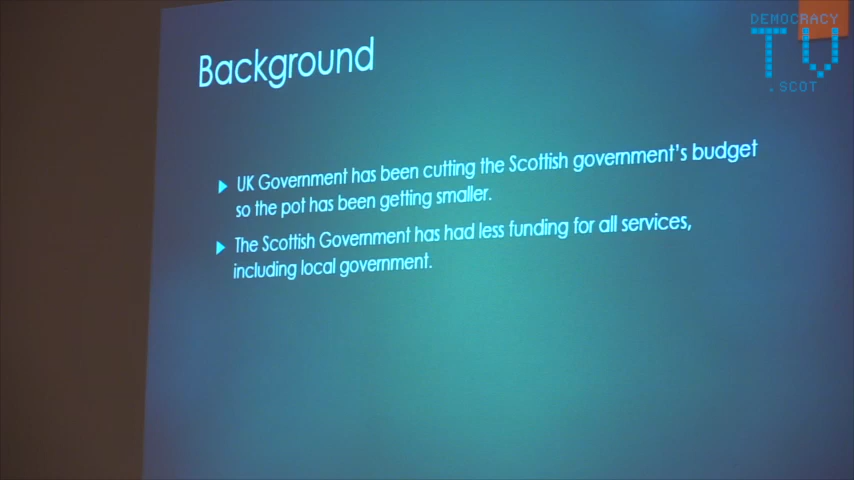 DEMOCRACY
TV
.SCOT
Background
UK Government has been cutting the Scottish government's budget
so the pot has been getting smaller.
The Scottish Government has had less funding for all services,
including local government.